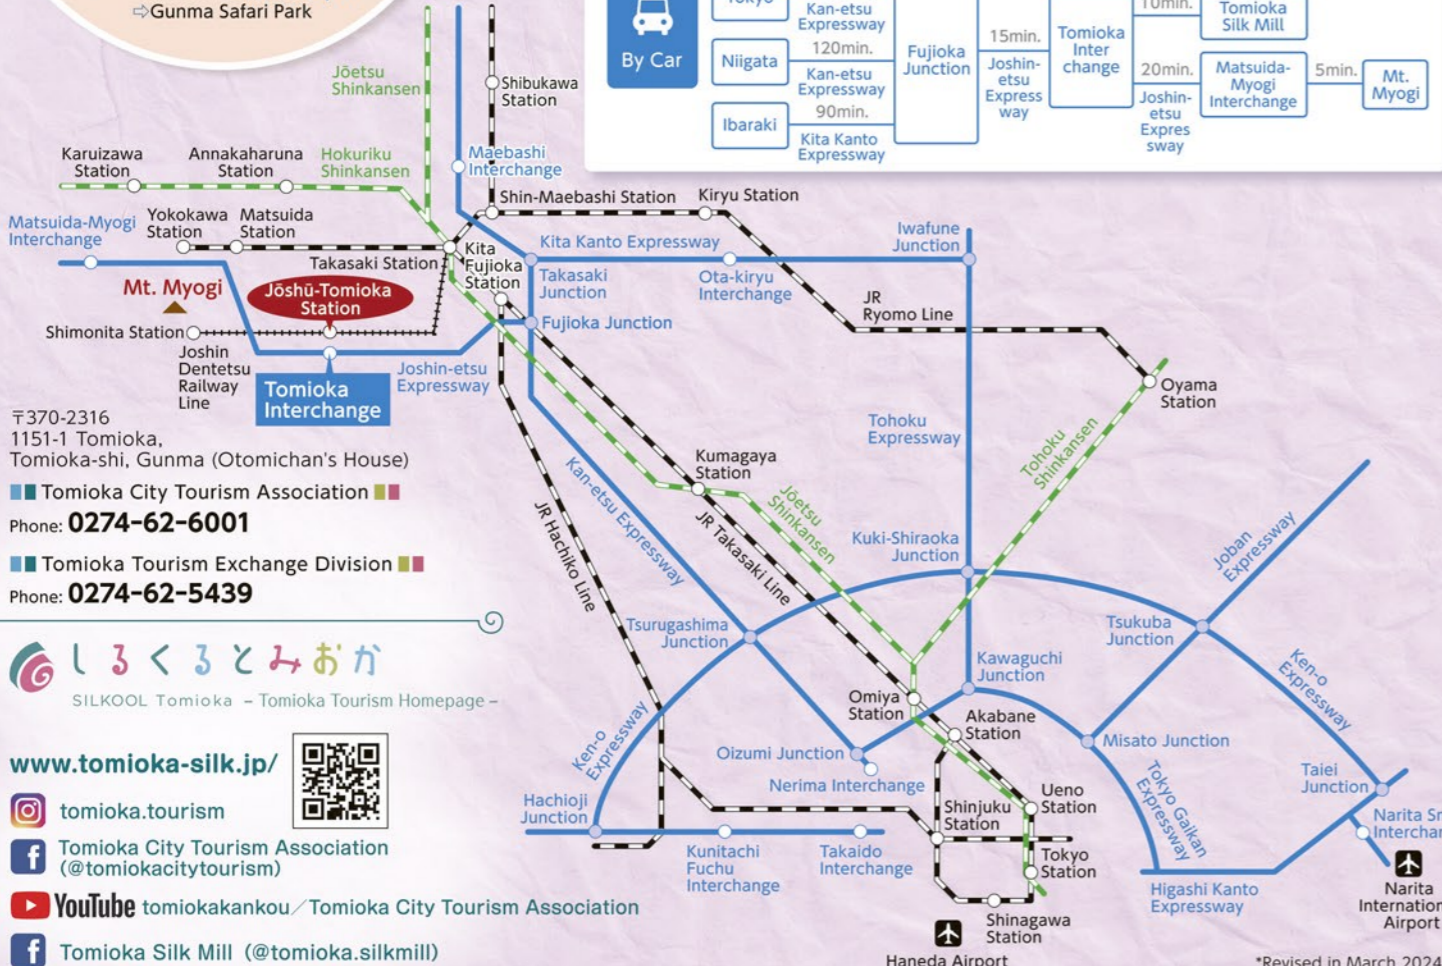 ⇨Gunma Safari Park
By Car
Tokyo
Kan-etsu
Expressway
Niigata
120min.
Kan-etsu
Expressway
Ibaraki
90min.
Kita Kanto
Expressway
Fujioka
Junction
15min.
Joshin-
etsu
Express
way
Tomioka
Inter
change
10min.
Tomioka
Silk Mill
20min.
Joshin-
etsu
Expres
sway
Matsuida-
Myogi
Interchange
5min.
Mt.
Myogi
Jōetsu
Shinkansen
Shibukawa
Station
Karuizawa
Station
Annakaharuna
Station
Hokuriku
Shinkansen
Maebashi
Interchange
Shin-Maebashi Station
Kiryu Station
Matsuida-Myogi
Interchange
Yokokawa
Station
Matsuida
Station
Takasaki Station
Kita
Fujioka
Station
Kita Kanto Expressway
Iwafune
Junction
Takasaki
Junction
Ota-kiryu
Interchange
Mt. Myogi
Jōshū-Tomioka
Station
JR
Ryomo Line
Shimonita Station
Fujioka Junction
Joshin
Dentetsu
Railway
Line
Tomioka
Interchange
Joshin-etsu
Expressway
Oyama
Station
〒370-2316
1151-1 Tomioka,
Tomioka-shi, Gunma (Otomichan's House)
Tomioka City Tourism Association
Phone: 0274-62-6001
Tomioka Tourism Exchange Division
Phone: 0274-62-5439
Tohoku
Expressway
Tohoku
Shinkansen
Kumagaya
Station
Kan-etsu Expressway
JR Hachiko Line
JR Takasaki Line
Jōetsu
Shinkansen
Kuki-Shiraoka
Junction
Joban
Expressway
Tsurugashima
Junction
Tsukuba
Junction
Ken-o
Expressway
Kawaguchi
Junction
Omiya
Station
Akabane
Station
Misato Junction
Ken-o
Expressway
Oizumi Junction
Nerima Interchange
Tokyo Gaikan
Expressway
Taiei
Junction
Hachioji
Junction
Shinjuku
Station
Ueno
Station
Kunitachi
Fuchu
Interchange
Takaido
Interchange
Tokyo
Station
Higashi Kanto
Expressway
Shinagawa
Station
Haneda Airport
Narita
Airport
しるくるとみおか
SILKOOL Tomioka – Tomioka Tourism Homepage –
www.tomioka-silk.jp/
tomioka.tourism
Tomioka City Tourism Association
(@tomiokacitytourism)
YouTube tomiokakankou／Tomioka City Tourism Association
Tomioka Silk Mill (@tomioka.silkmill)
*Revised in March 2024